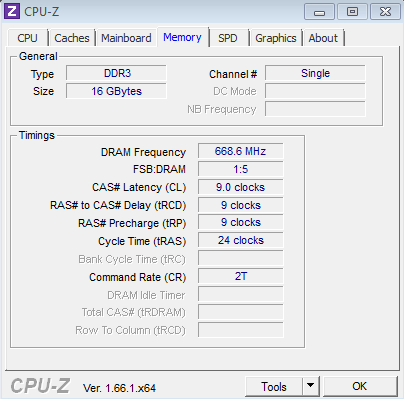 CPU-Z
CPU Caches Mainboard Memory SPD Graphics About
General
Type DDR3 Channel # Single
Size 16 GBytes DC Mode
NB Frequency
Timings
DRAM Frequency 668.6 MHz
FSB:DRAM 1:5
CAS# Latency (CL) 9.0 clocks
RAS# to CAS# Delay (tRCD) 9 clocks
RAS# Precharge (tRP) 9 clocks
Cycle Time (tRAS) 24 clocks
Bank Cycle Time (tRC)
Command Rate (CR) 2T
DRAM Idle Timer
Total CAS# (tRDRAM)
Row To Column (tRCD)
CPU-Z Ver. 1.66.1.x64 Tools OK